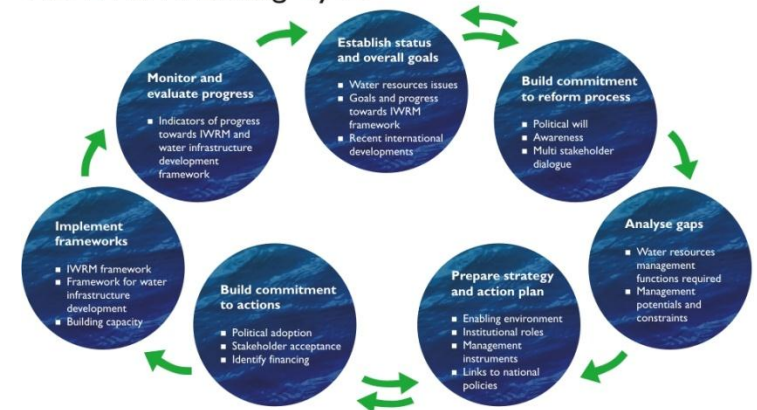 Establish status
and overall goals
■ Water resources issues
■ Goals and progress
towards IWRM
framework
■ Recent international
developments
Build commitment
to reform process
■ Political will
■ Awareness
■ Multi stakeholder
dialogue
Analyse gaps
■ Water resources
management
functions required
■ Management
potentials and
constraints
Prepare strategy
and action plan
■ Enabling environment
■ Institutional roles
■ Management
instruments
■ Links to national
policies
Build commitment
to actions
■ Political adoption
■ Stakeholder acceptance
■ Identify financing
Implement
frameworks
■ IWRM framework
■ Framework for water
infrastructure
development
■ Building capacity
Monitor and
evaluate progress
■ Indicators of progress
towards IWRM and
water infrastructure
development
framework